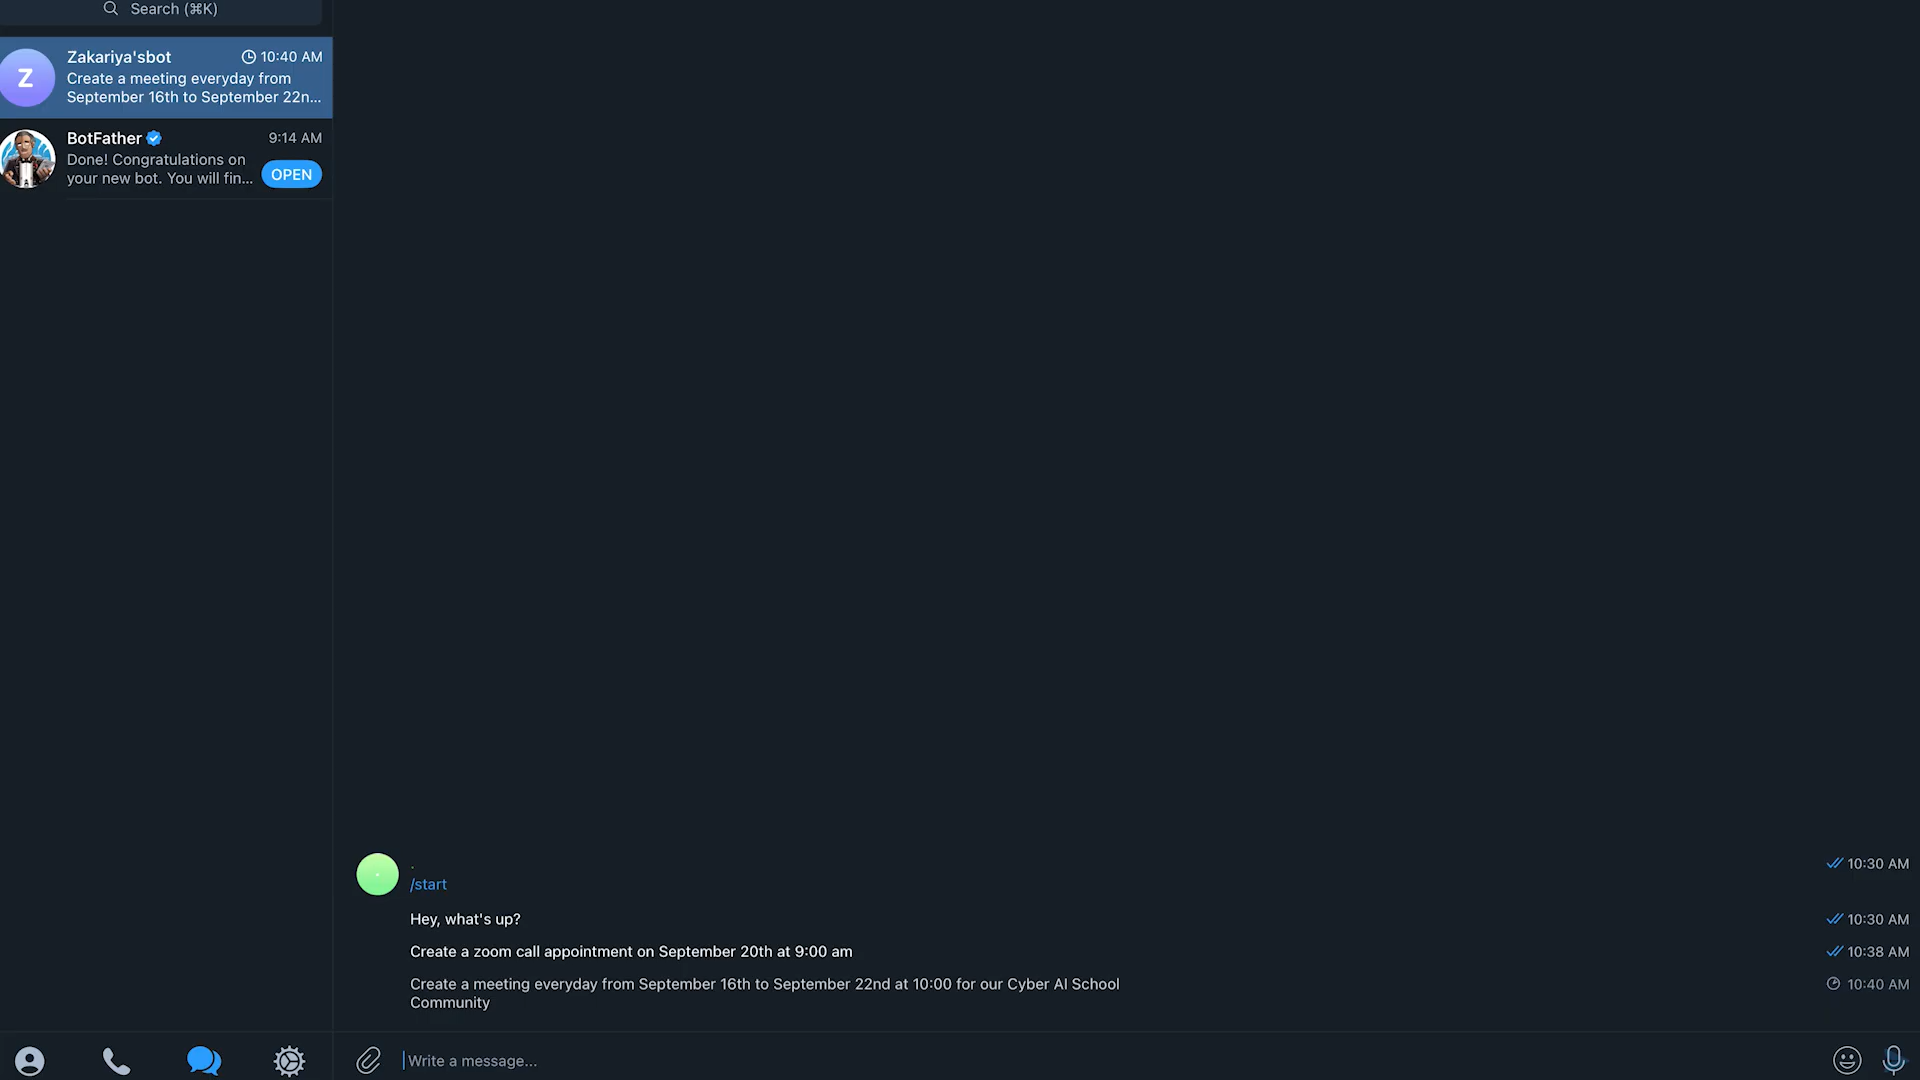 Search (⌘K)
Z
Zakariya'sbot
10:40 AM
Create a meeting everyday from
September 16th to September 22n...
BotFather
9:14 AM
Done! Congratulations on
your new bot. You will fin...
OPEN
.
10:30 AM
/start
Hey, what's up?
10:30 AM
Create a zoom call appointment on September 20th at 9:00 am
10:38 AM
Create a meeting everyday from September 16th to September 22nd at 10:00 for our Cyber AI School
10:40 AM
Community
Write a message...